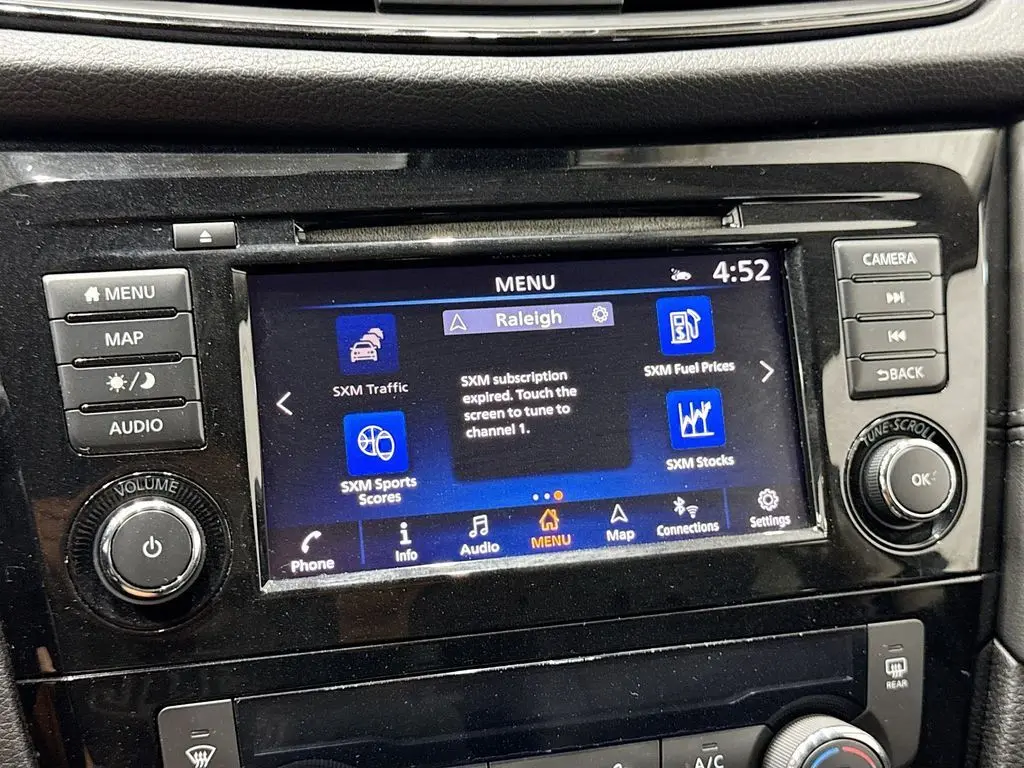 MENU
MAP
AUDIO
VOLUME
CAMERA
BACK
TUNE·SCROLL
OK
MENU
4:52
Raleigh
SXM Traffic
SXM Fuel Prices
SXM subscription
expired. Touch the
screen to tune to
channel 1.
SXM Sports
Scores
SXM Stocks
Phone
Info
Audio
MENU
Map
Connections
Settings
REAR
A/C